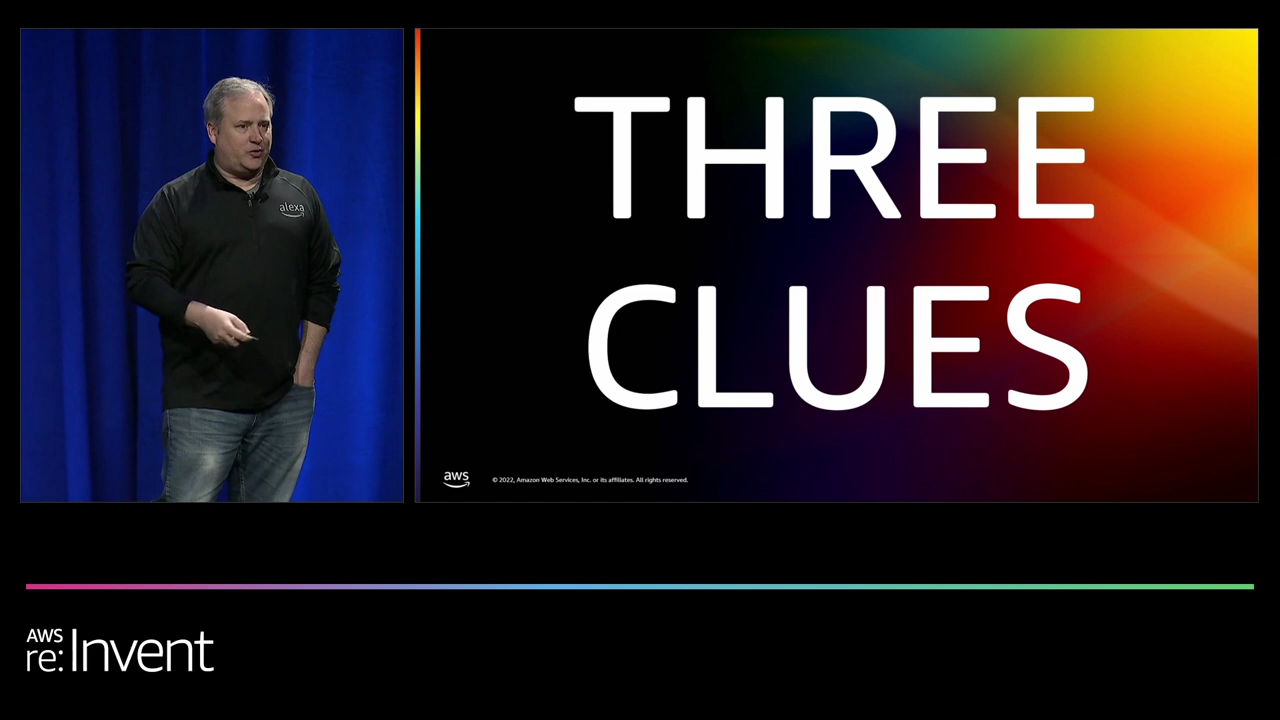 alexa
THREE
CLUES
aws
© 2022, Amazon Web Services, Inc. or its affiliates. All rights reserved.
AWS
re:Invent